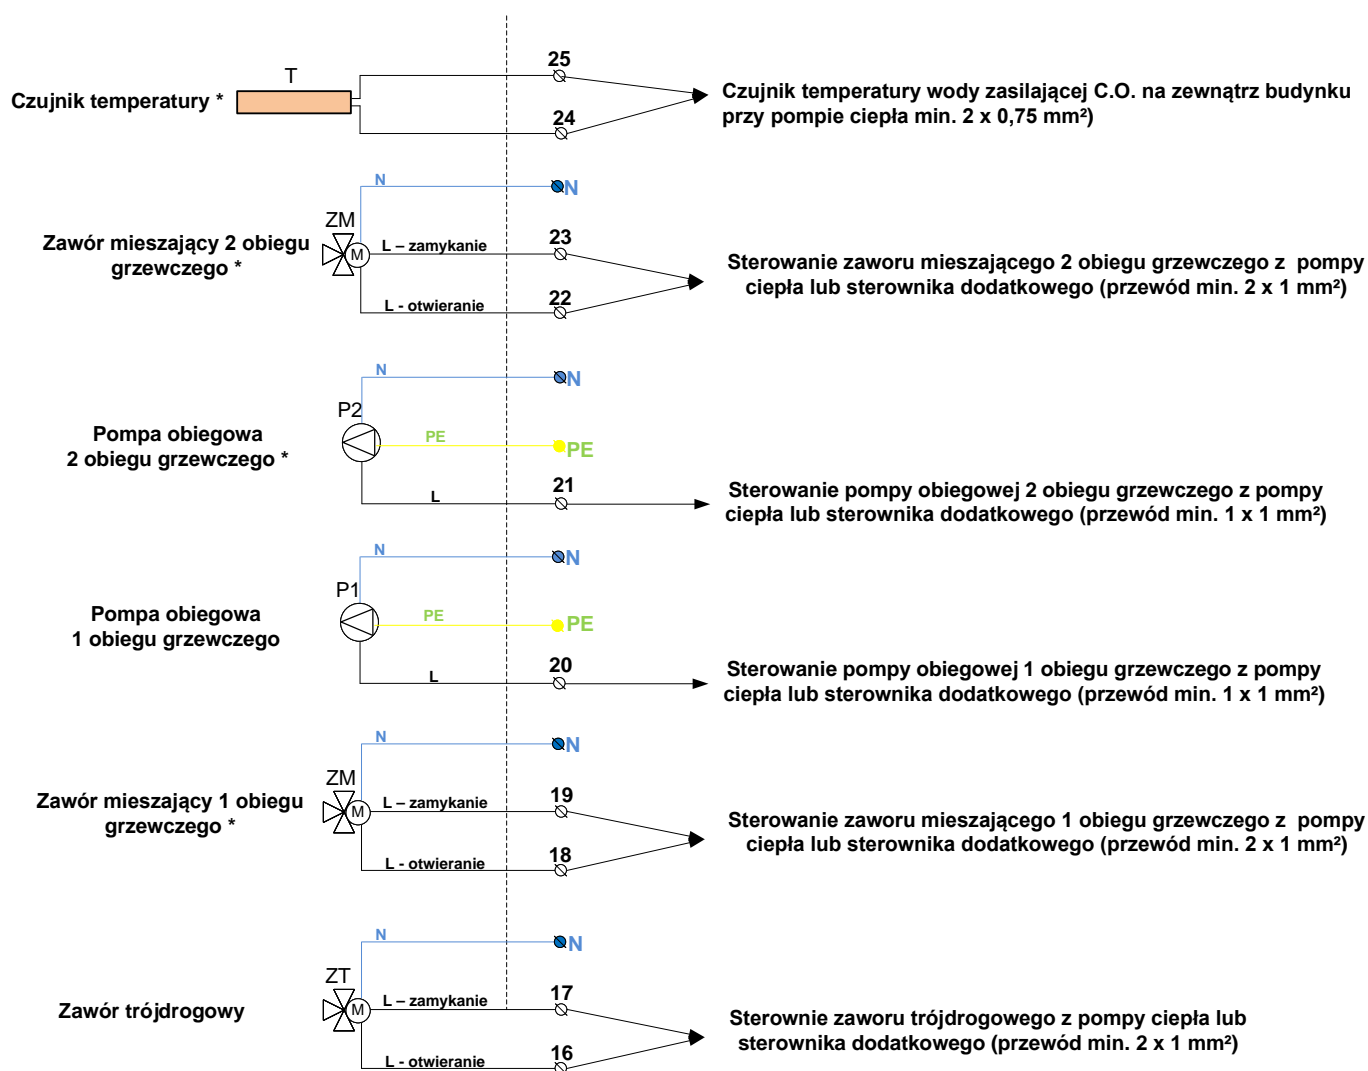 T
25
Czujnik temperatury *
24
Czujnik temperatury wody zasilającej C.O. na zewnątrz budynku
przy pompie ciepła min. 2 x 0,75 mm²)
N
N
ZM
Zawór mieszający 2 obiegu
grzewczego *
M
L – zamykanie
23
L - otwieranie
22
Sterowanie zaworu mieszającego 2 obiegu grzewczego z pompy
ciepła lub sterownika dodatkowego (przewód min. 2 x 1 mm²)
N
N
P2
Pompa obiegowa
2 obiegu grzewczego *
PE
PE
L
21
Sterowanie pompy obiegowej 2 obiegu grzewczego z pompy
ciepła lub sterownika dodatkowego (przewód min. 1 x 1 mm²)
N
N
P1
Pompa obiegowa
1 obiegu grzewczego
PE
PE
L
20
Sterowanie pompy obiegowej 1 obiegu grzewczego z pompy
ciepła lub sterownika dodatkowego (przewód min. 1 x 1 mm²)
N
N
ZM
Zawór mieszający 1 obiegu
grzewczego *
M
L – zamykanie
19
L - otwieranie
18
Sterowanie zaworu mieszającego 1 obiegu grzewczego z pompy
ciepła lub sterownika dodatkowego (przewód min. 2 x 1 mm²)
N
N
ZT
Zawór trójdrogowy
M
L – zamykanie
17
L - otwieranie
16
Sterownie zaworu trójdrogowego z pompy ciepła lub
sterownika dodatkowego (przewód min. 2 x 1 mm²)